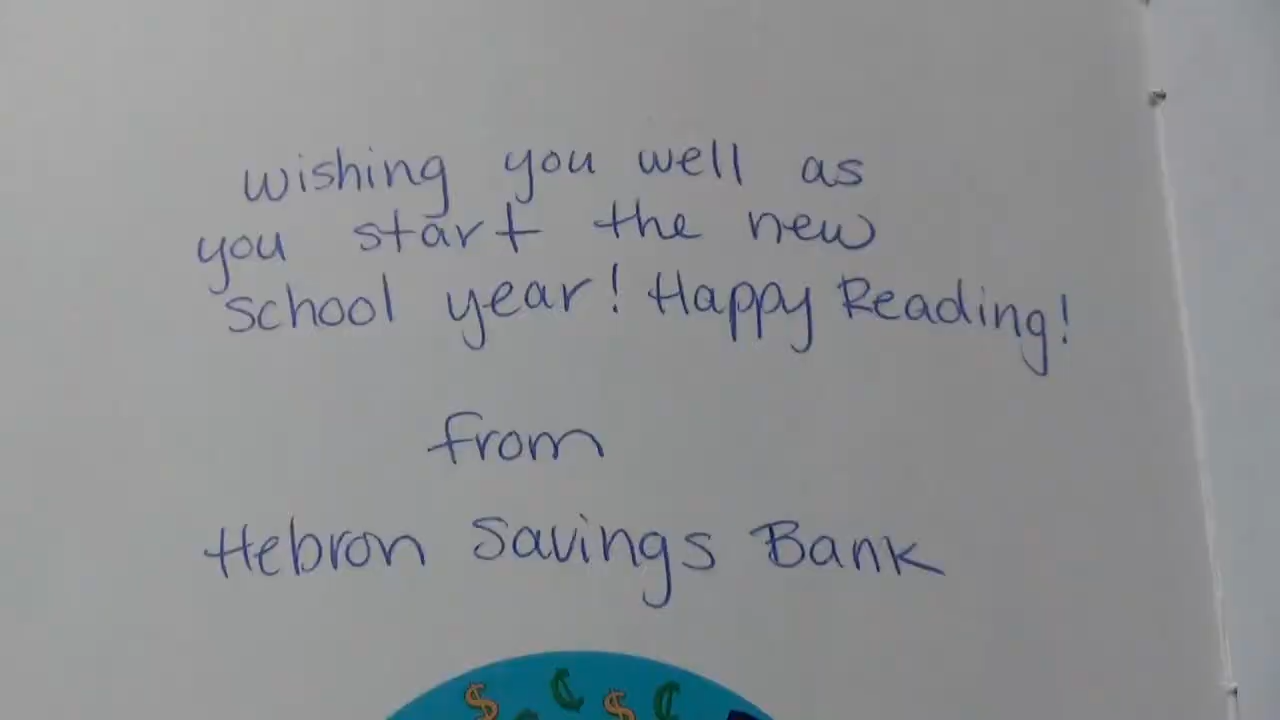 wishing you well as
you start the new
school year! Happy Reading!
from
Hebron Savings Bank
$ ¢ $ ¢